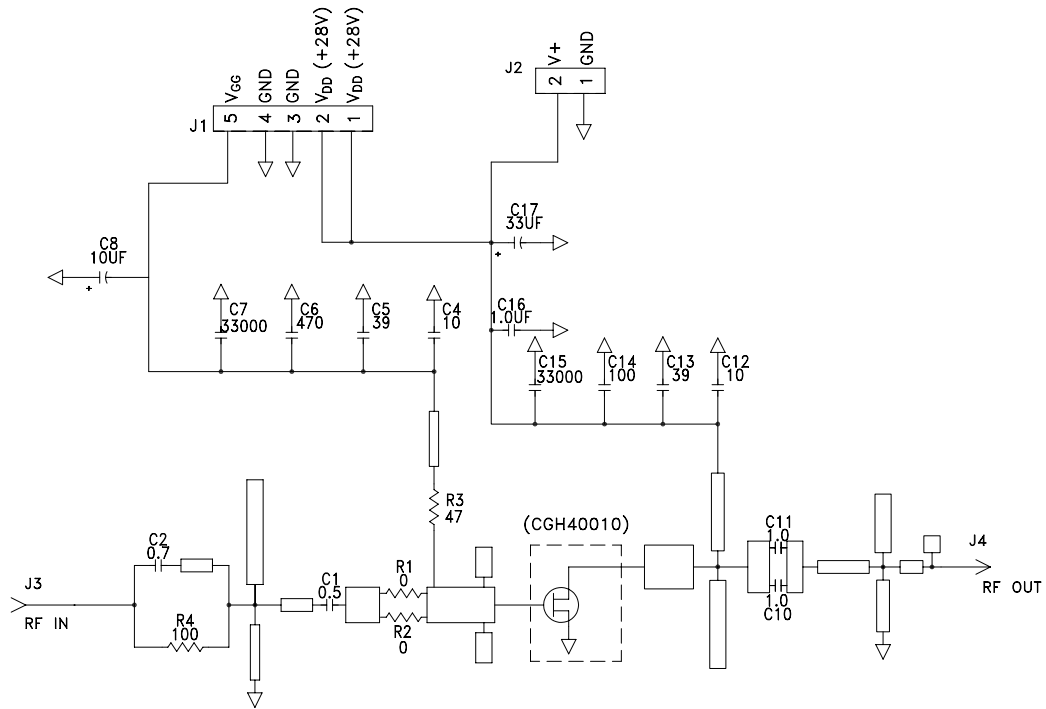 J1
5 VGG
4 GND
3 GND
2 VDD (+28V)
1 VDD (+28V)
J2
2 V+
1 GND
C8
10UF
C17
33UF
+
+
C7
33000
C6
470
C5
39
C4
10
C16
1.0UF
C15
33000
C14
100
C13
39
C12
10
R3
47
(CGH40010)
C11
1.0
1.0
C10
J4
RF OUT
C2
0.7
J3
RF IN
R4
100
C1
0.5
R1
0
R2
0